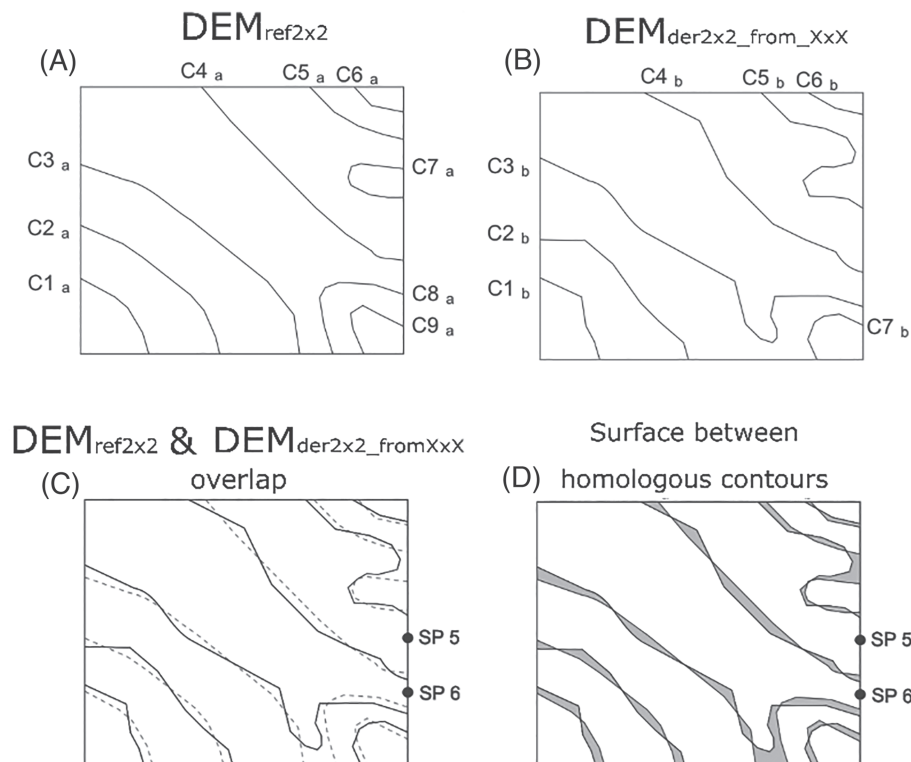 DEMref2x2
(A)
C4 a C5 a C6 a
C3 a
C2 a
C1 a
C7 a
C8 a
C9 a
DEMder2x2_from_XxX
(B)
C4 b C5 b C6 b
C3 b
C2 b
C1 b
C7 b
DEMref2x2 & DEMder2x2_fromXxX
(C) overlap
SP 5
SP 6
Surface between
(D) homologous contours
SP 5
SP 6